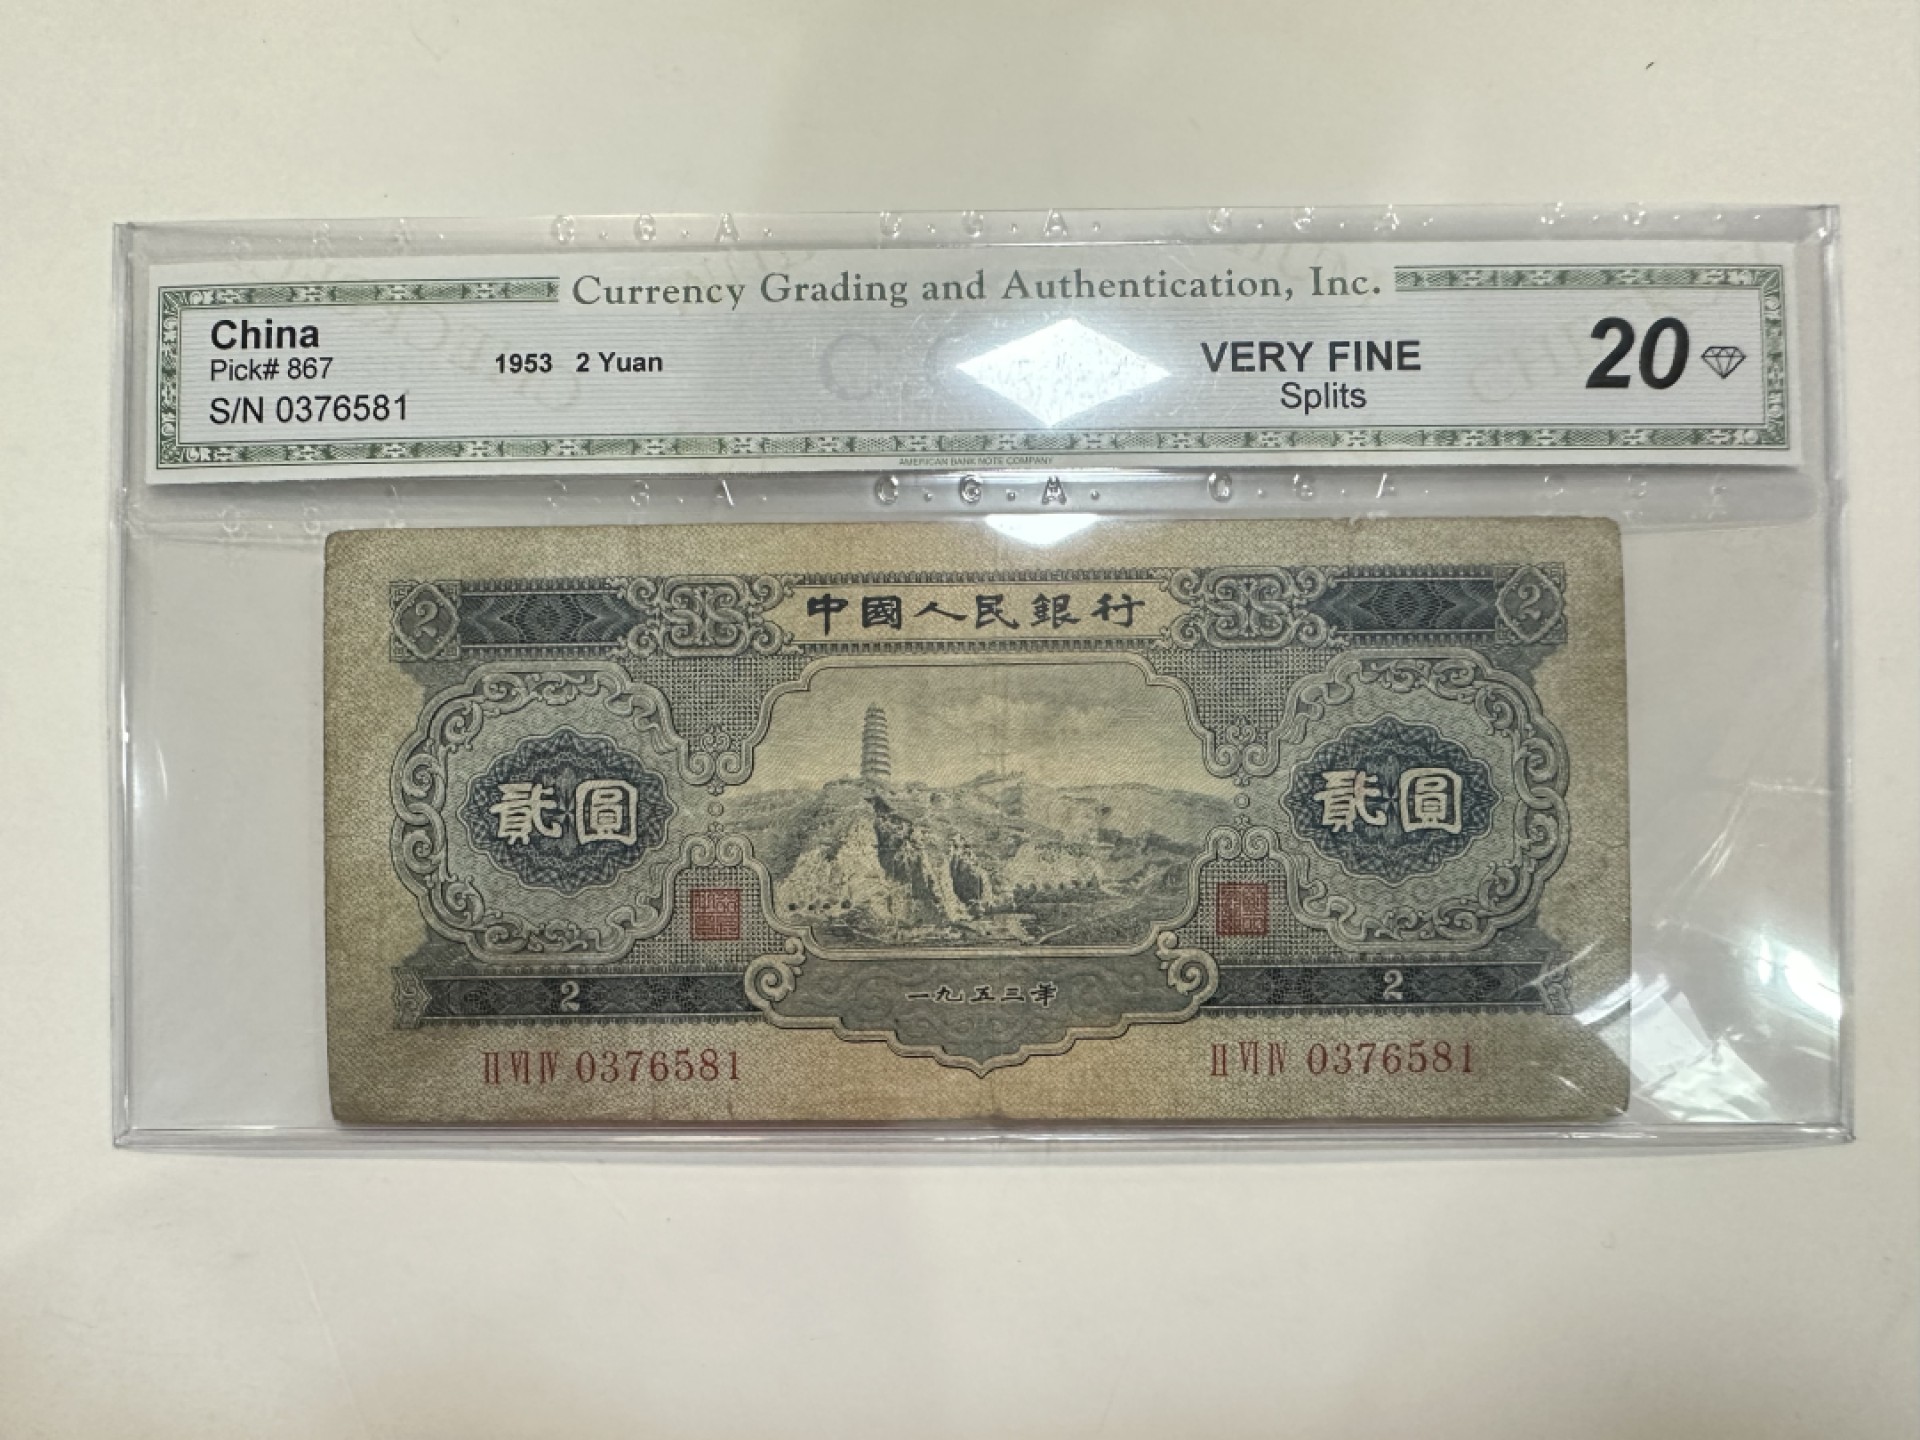 C.G.A. C.G.A. C.G.A.
Currency Grading and Authentication, Inc.
China
Pick# 867
S/N 0376581
1953 2 Yuan
VERY FINE
Splits
20
AMERICAN BANK NOTE COMPANY
C.G.A. C.G.A. C.G.A.
2 中國人民銀行 2
貳圓 貳圓
2 一九五三年 2
II VI IV 0376581 II VI IV 0376581